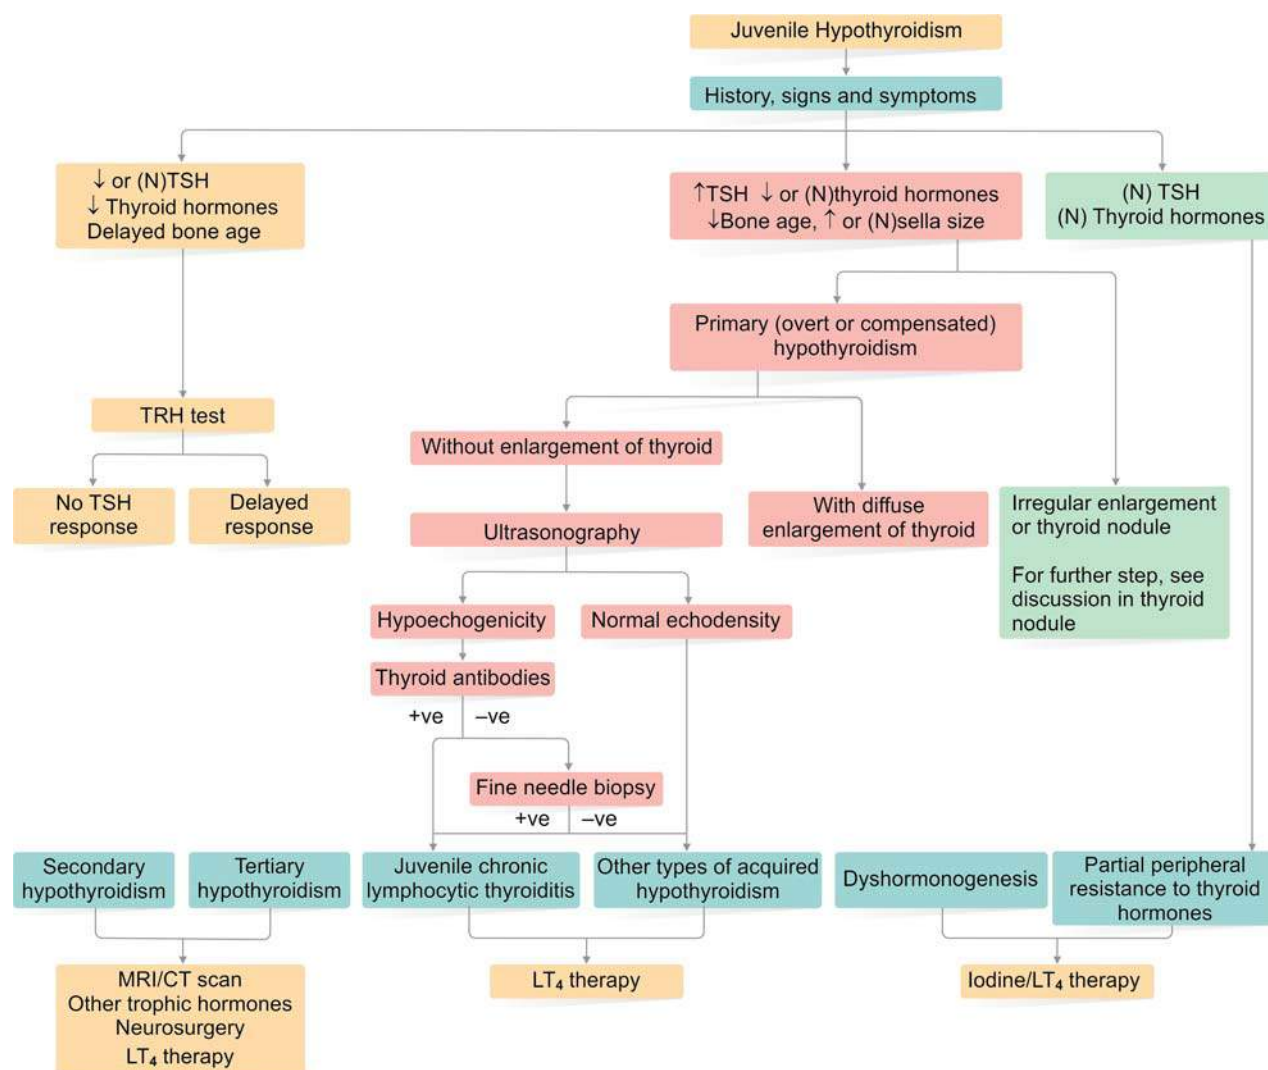 Juvenile Hypothyroidism
History, signs and symptoms
↓ or (N)TSH
↓ Thyroid hormones
Delayed bone age
↑TSH ↓ or (N)thyroid hormones
↓Bone age, ↑ or (N)sella size
(N) TSH
(N) Thyroid hormones
Primary (overt or compensated)
hypothyroidism
TRH test
Without enlargement of thyroid
No TSH
response
Delayed
response
With diffuse
enlargement of thyroid
Irregular enlargement
or thyroid nodule
For further step, see
discussion in thyroid
nodule
Ultrasonography
Hypoechogenicity
Normal echodensity
Thyroid antibodies
+ve –ve
Fine needle biopsy
+ve –ve
Secondary
hypothyroidism
Tertiary
hypothyroidism
Juvenile chronic
lymphocytic thyroiditis
Other types of acquired
hypothyroidism
Dyshormonogenesis
Partial peripheral
resistance to thyroid
hormones
MRI/CT scan
Other trophic hormones
Neurosurgery
LT₄ therapy
LT₄ therapy
Iodine/LT₄ therapy